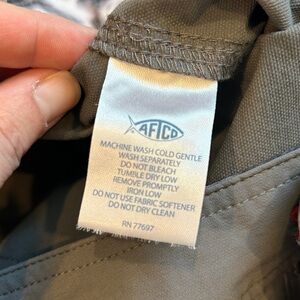 AFTCO
MACHINE WASH COLD GENTLE
WASH SEPARATELY
DO NOT BLEACH
TUMBLE DRY LOW
REMOVE PROMPTLY
IRON LOW
DO NOT USE FABRIC SOFTENER
DO NOT DRY CLEAN
RN 77697